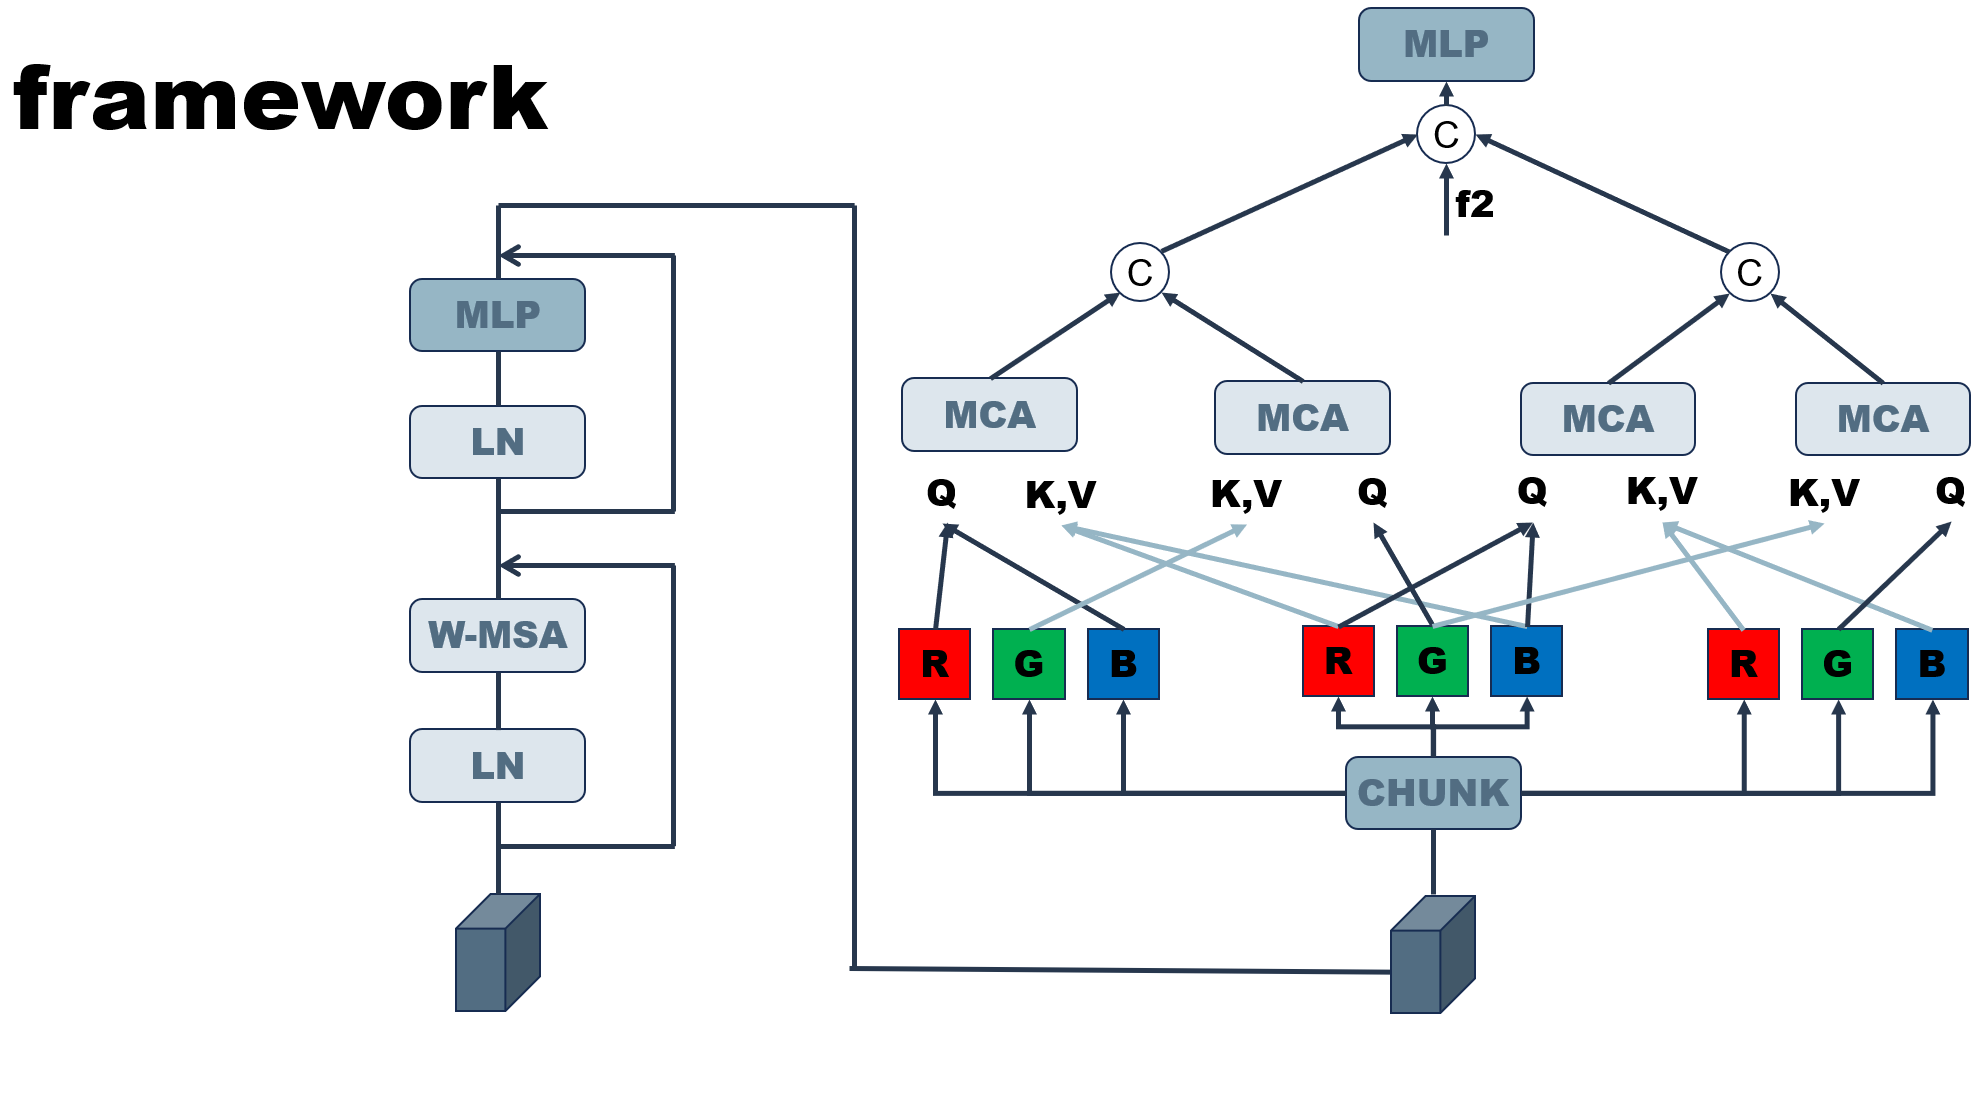 framework
MLP
C
f2
C
C
MLP
LN
W-MSA
LN
MCA
MCA
MCA
MCA
Q
K,V
K,V
Q
Q
K,V
K,V
Q
R
G
B
R
G
B
R
G
B
CHUNK